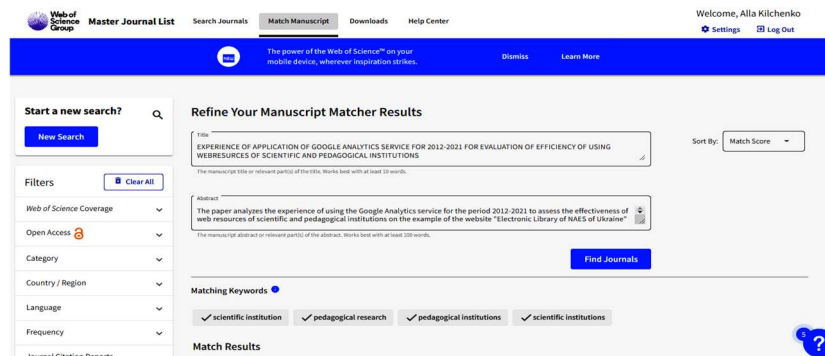 Web of
Science
Group
Master Journal List
Search Journals
Match Manuscript
Downloads
Help Center
Welcome, Alla Kilchenko
Settings
Log Out
The power of the Web of Science™ on your
mobile device, wherever inspiration strikes.
Dismiss
Learn More
Start a new search?
New Search
Filters
Clear All
Web of Science Coverage
Open Access
Category
Country / Region
Language
Frequency
Journal Citation Reports
Refine Your Manuscript Matcher Results
Title
EXPERIENCE OF APPLICATION OF GOOGLE ANALYTICS SERVICE FOR 2012-2021 FOR EVALUATION OF EFFICIENCY OF USING
WEBRESURCES OF SCIENTIFIC AND PEDAGOGICAL INSTITUTIONS
The manuscript title or relevant part(s) of the title. Works best with at least 10 words.
Sort By:
Match Score
Abstract
The paper analyzes the experience of using the Google Analytics service for the period 2012-2021 to assess the effectiveness of
web resources of scientific and pedagogical institutions on the example of the website "Electronic Library of NAES of Ukraine"
The manuscript abstract or relevant part(s) of the abstract. Works best with at least 100 words.
Find Journals
Matching Keywords
scientific institution
pedagogical research
pedagogical institutions
scientific institutions
Match Results
5
?